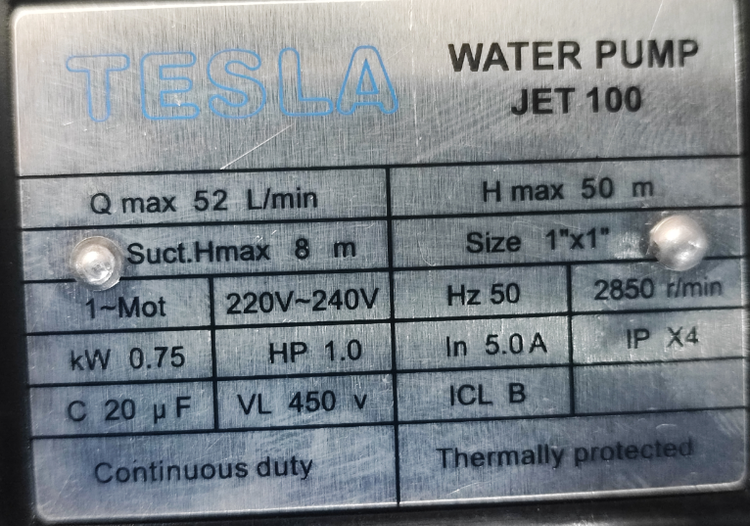 TESLA
WATER PUMP
JET 100
Q max 52 L/min
H max 50 m
Suct.Hmax 8 m
Size 1"x1"
1~Mot
220V~240V
Hz 50
2850 r/min
kW 0.75
HP 1.0
In 5.0 A
IP X4
C 20 µF
VL 450 v
ICL B
Continuous duty
Thermally protected